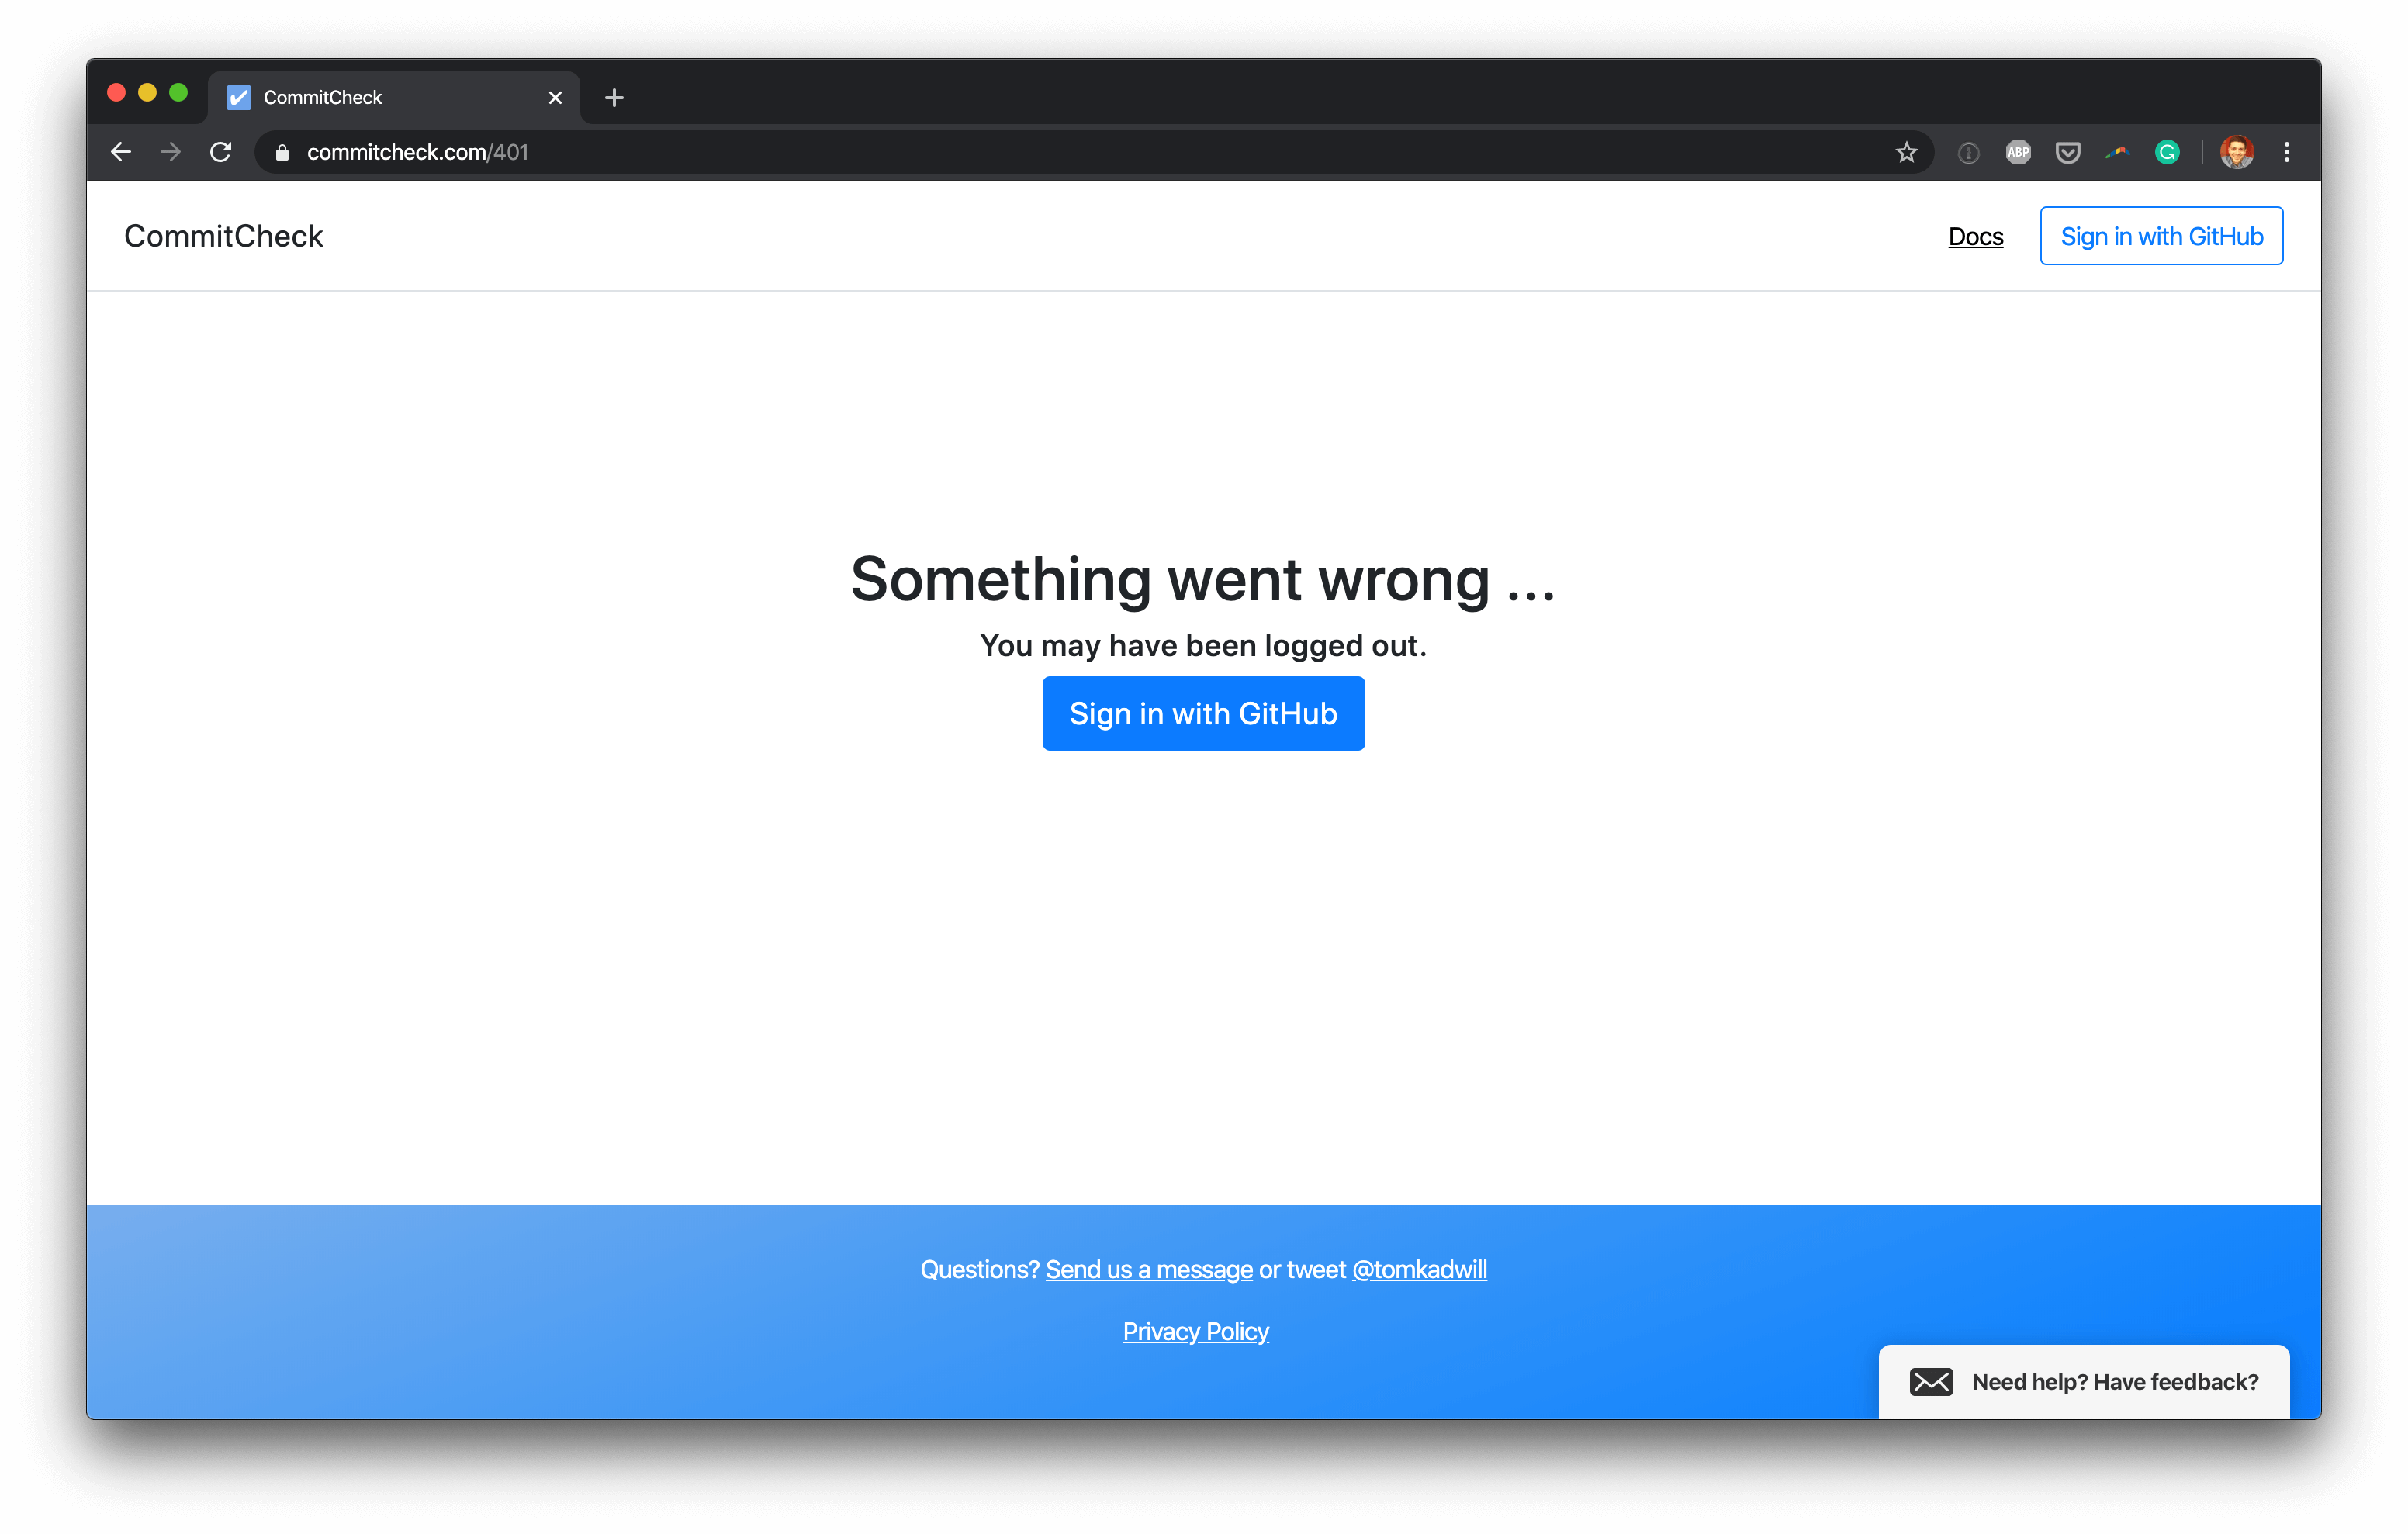 CommitCheck
commitcheck.com/401
ABP
CommitCheck
Docs
Sign in with GitHub
Something went wrong ...
You may have been logged out.
Sign in with GitHub
Questions? Send us a message or tweet @tomkadwill
Privacy Policy
Need help? Have feedback?